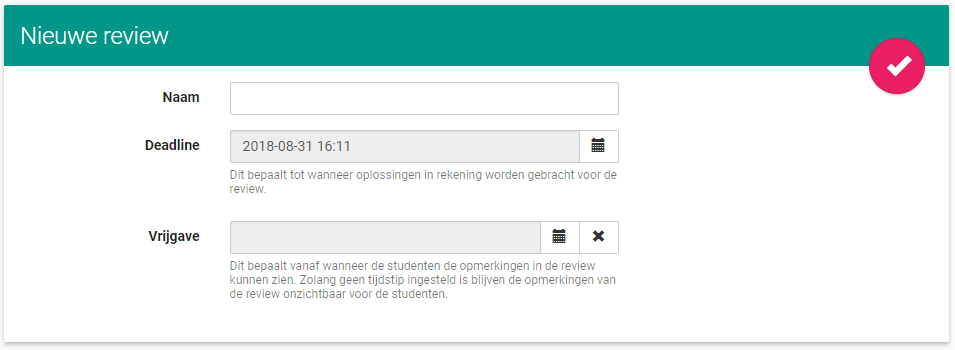 Nieuwe review
Naam
Deadline
2018-08-31 16:11
Dit bepaalt tot wanneer oplossingen in rekening worden gebracht voor de
review.
Vrijgave
Dit bepaalt vanaf wanneer de studenten de opmerkingen in de review
kunnen zien. Zolang geen tijdstip ingesteld is blijven de opmerkingen van
de review onzichtbaar voor de studenten.